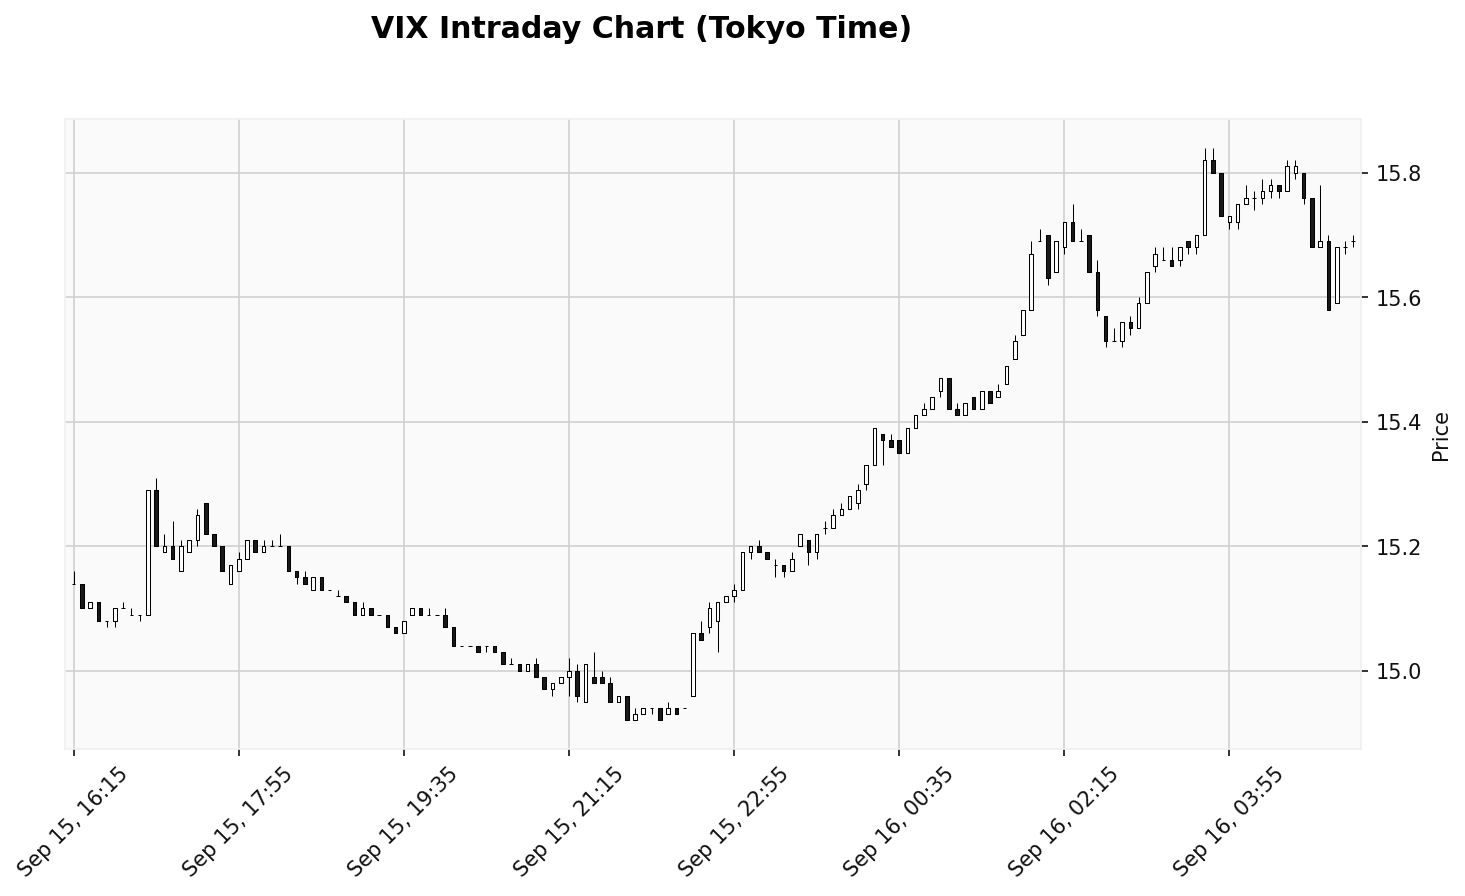 VIX Intraday Chart (Tokyo Time)
15.8
15.6
15.4
15.2
15.0
Price
Sep 15, 16:15
Sep 15, 17:55
Sep 15, 19:35
Sep 15, 21:15
Sep 15, 22:55
Sep 16, 00:35
Sep 16, 02:15
Sep 16, 03:55